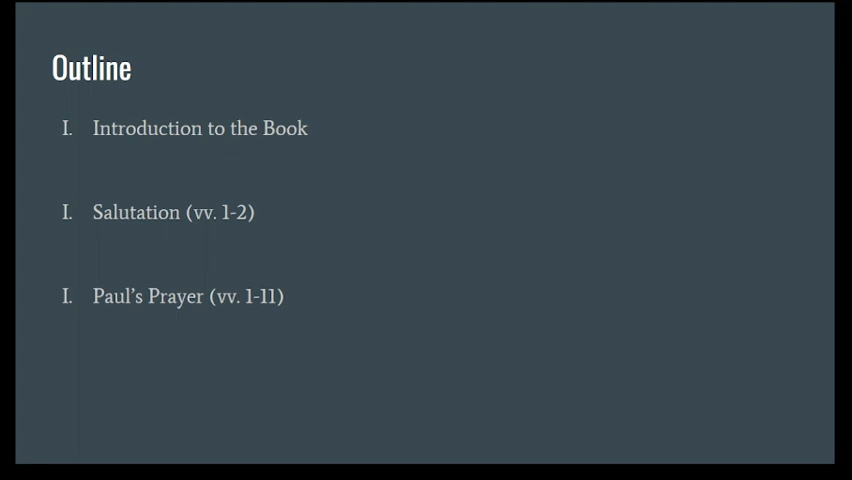 Outline
I. Introduction to the Book
I. Salutation (vv. 1-2)
I. Paul's Prayer (vv. 1-11)